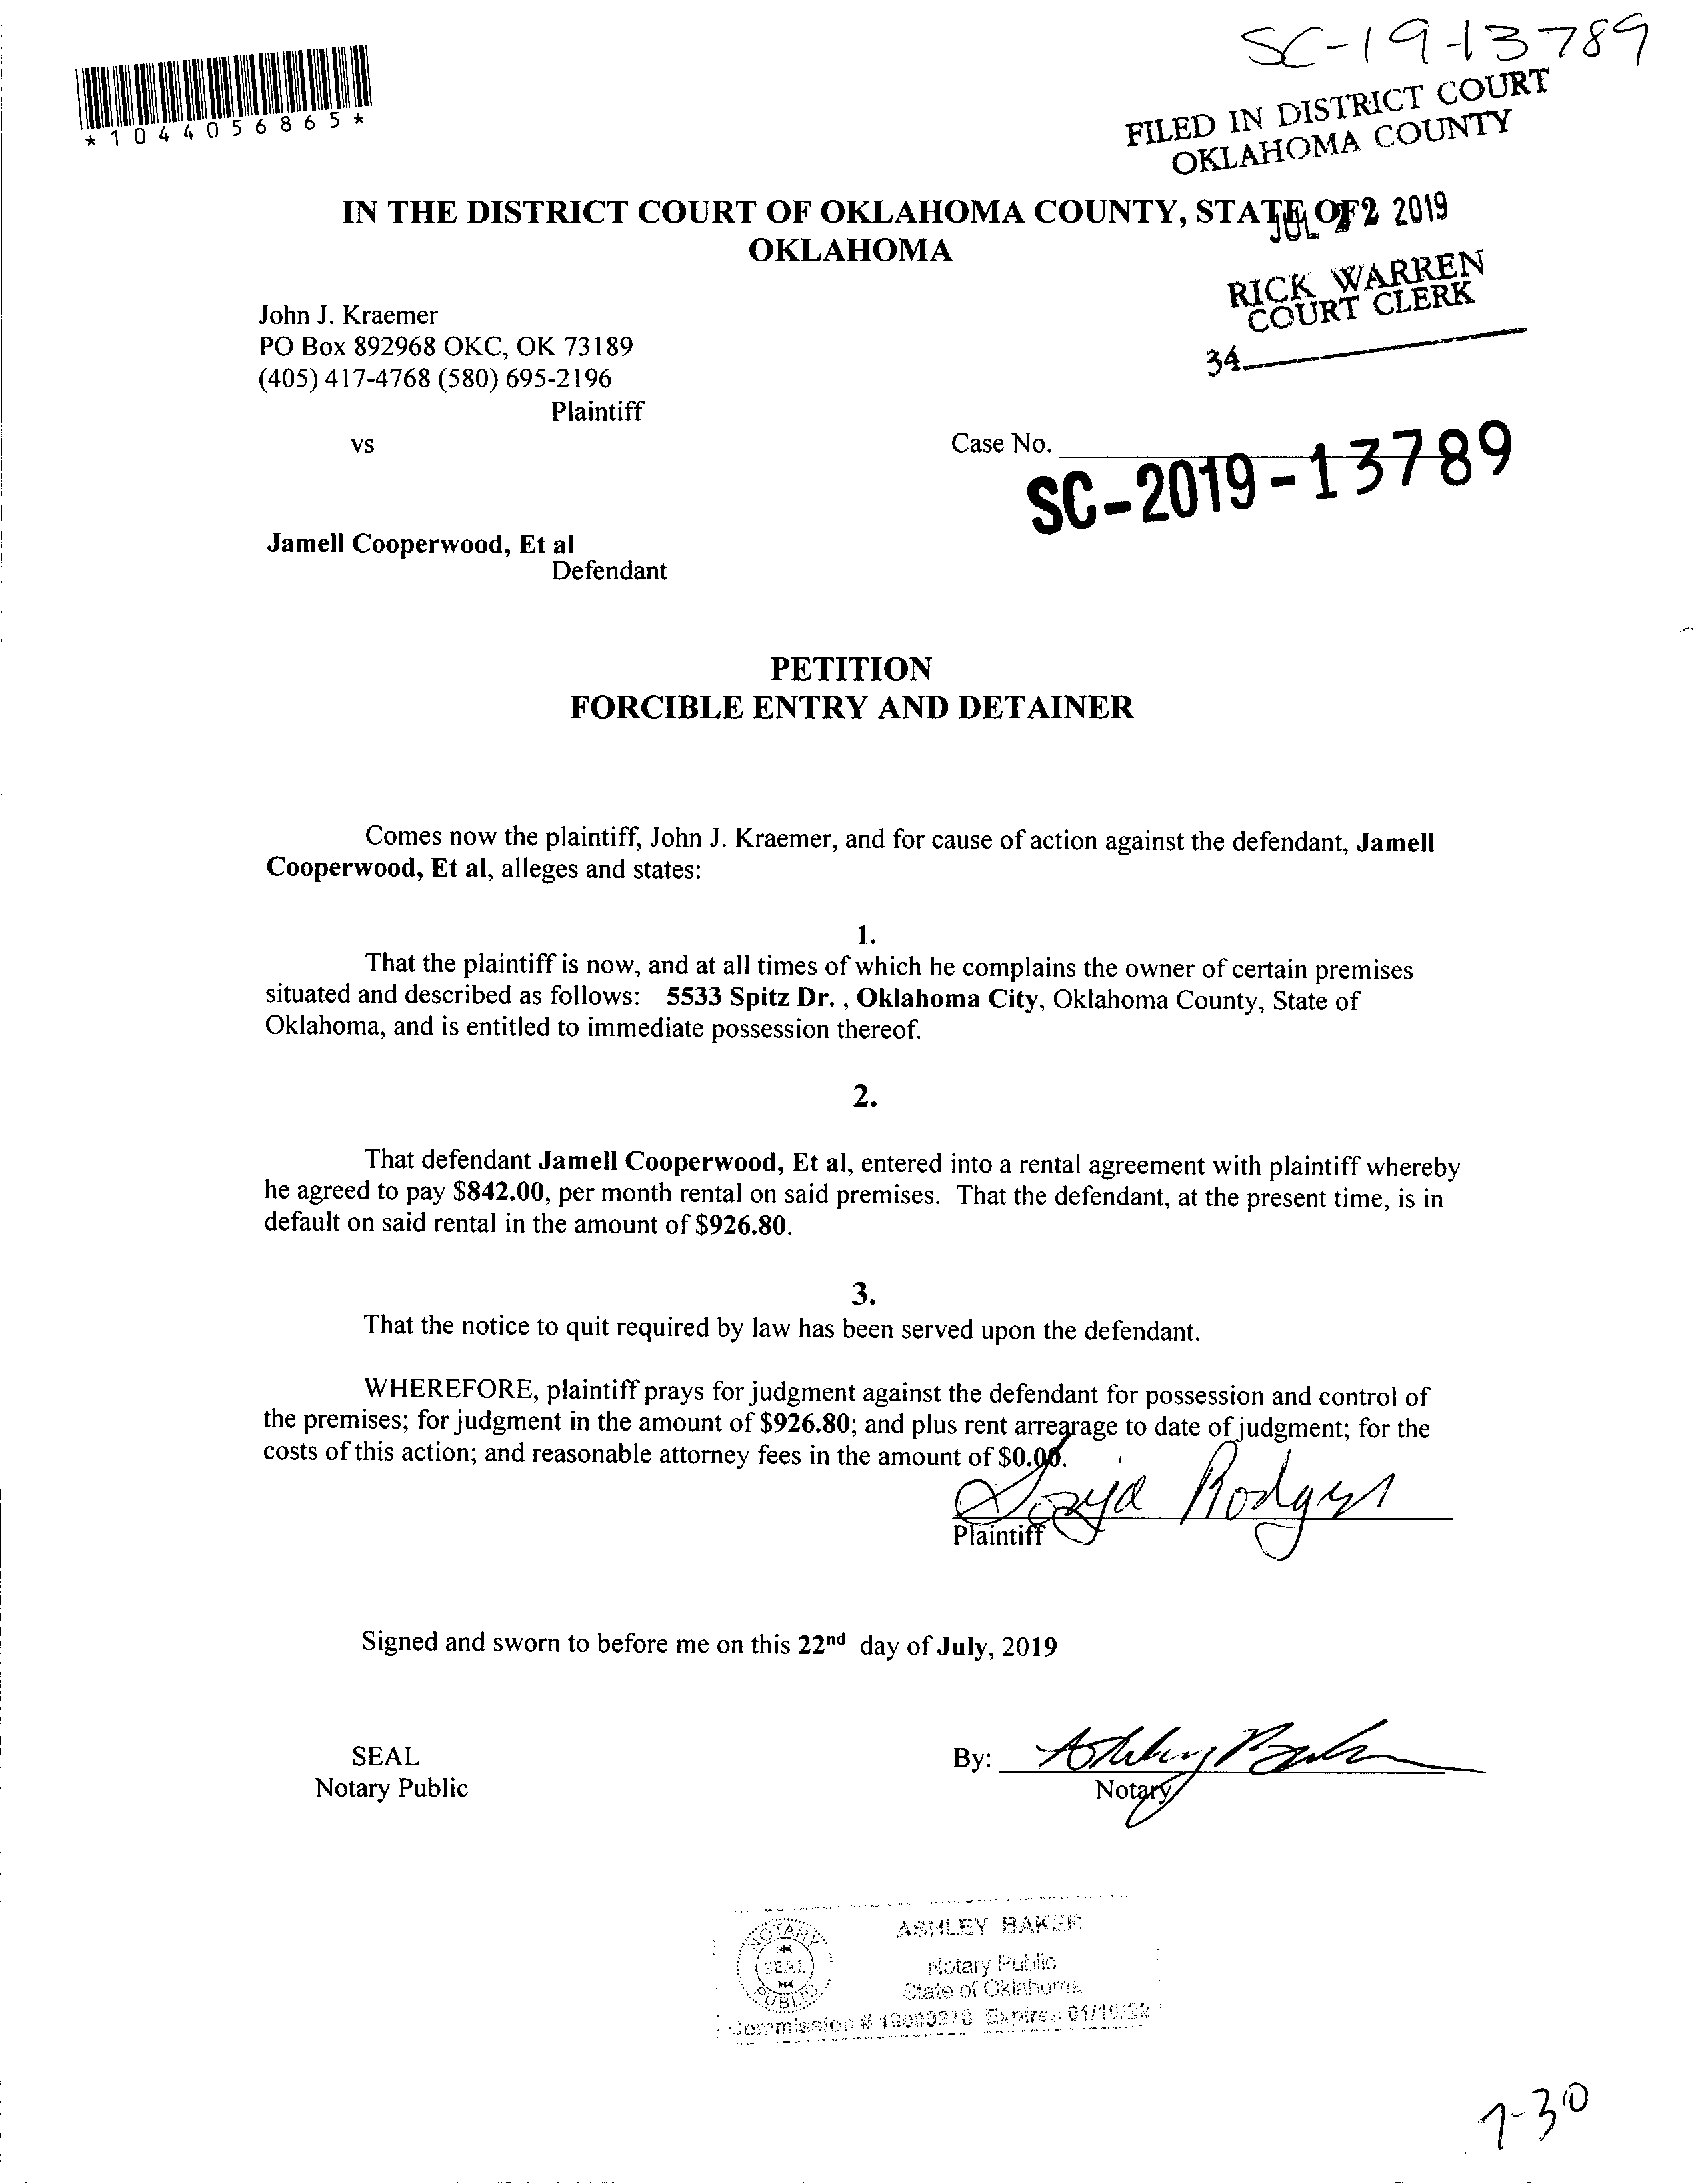 SC-19-13789
*1044056865*
FILED IN DISTRICT COURT
OKLAHOMA COUNTY
IN THE DISTRICT COURT OF OKLAHOMA COUNTY, STATE OF
JUL 22 2019
OKLAHOMA
RICK WARREN
COURT CLERK
34
John J. Kraemer
PO Box 892968 OKC, OK 73189
(405) 417-4768 (580) 695-2196
Plaintiff
vs
Case No.
SC-2019-13789
Jamell Cooperwood, Et al
Defendant
PETITION
FORCIBLE ENTRY AND DETAINER
Comes now the plaintiff, John J. Kraemer, and for cause of action against the defendant, Jamell
Cooperwood, Et al, alleges and states:
1.
That the plaintiff is now, and at all times of which he complains the owner of certain premises
situated and described as follows: 5533 Spitz Dr. , Oklahoma City, Oklahoma County, State of
Oklahoma, and is entitled to immediate possession thereof.
2.
That defendant Jamell Cooperwood, Et al, entered into a rental agreement with plaintiff whereby
he agreed to pay $842.00, per month rental on said premises. That the defendant, at the present time, is in
default on said rental in the amount of $926.80.
3.
That the notice to quit required by law has been served upon the defendant.
WHEREFORE, plaintiff prays for judgment against the defendant for possession and control of
the premises; for judgment in the amount of $926.80; and plus rent arrearage to date of judgment; for the
costs of this action; and reasonable attorney fees in the amount of $0.00.
Sonya Rodgers
Plaintiff
Signed and sworn to before me on this 22nd day of July, 2019
SEAL
By: Ashley Baker
Notary Public
Notary
NOTARY
SEAL
PUBLIC
ASHLEY BAKER
Notary Public
State of Oklahoma
Commission # Expires
7-30